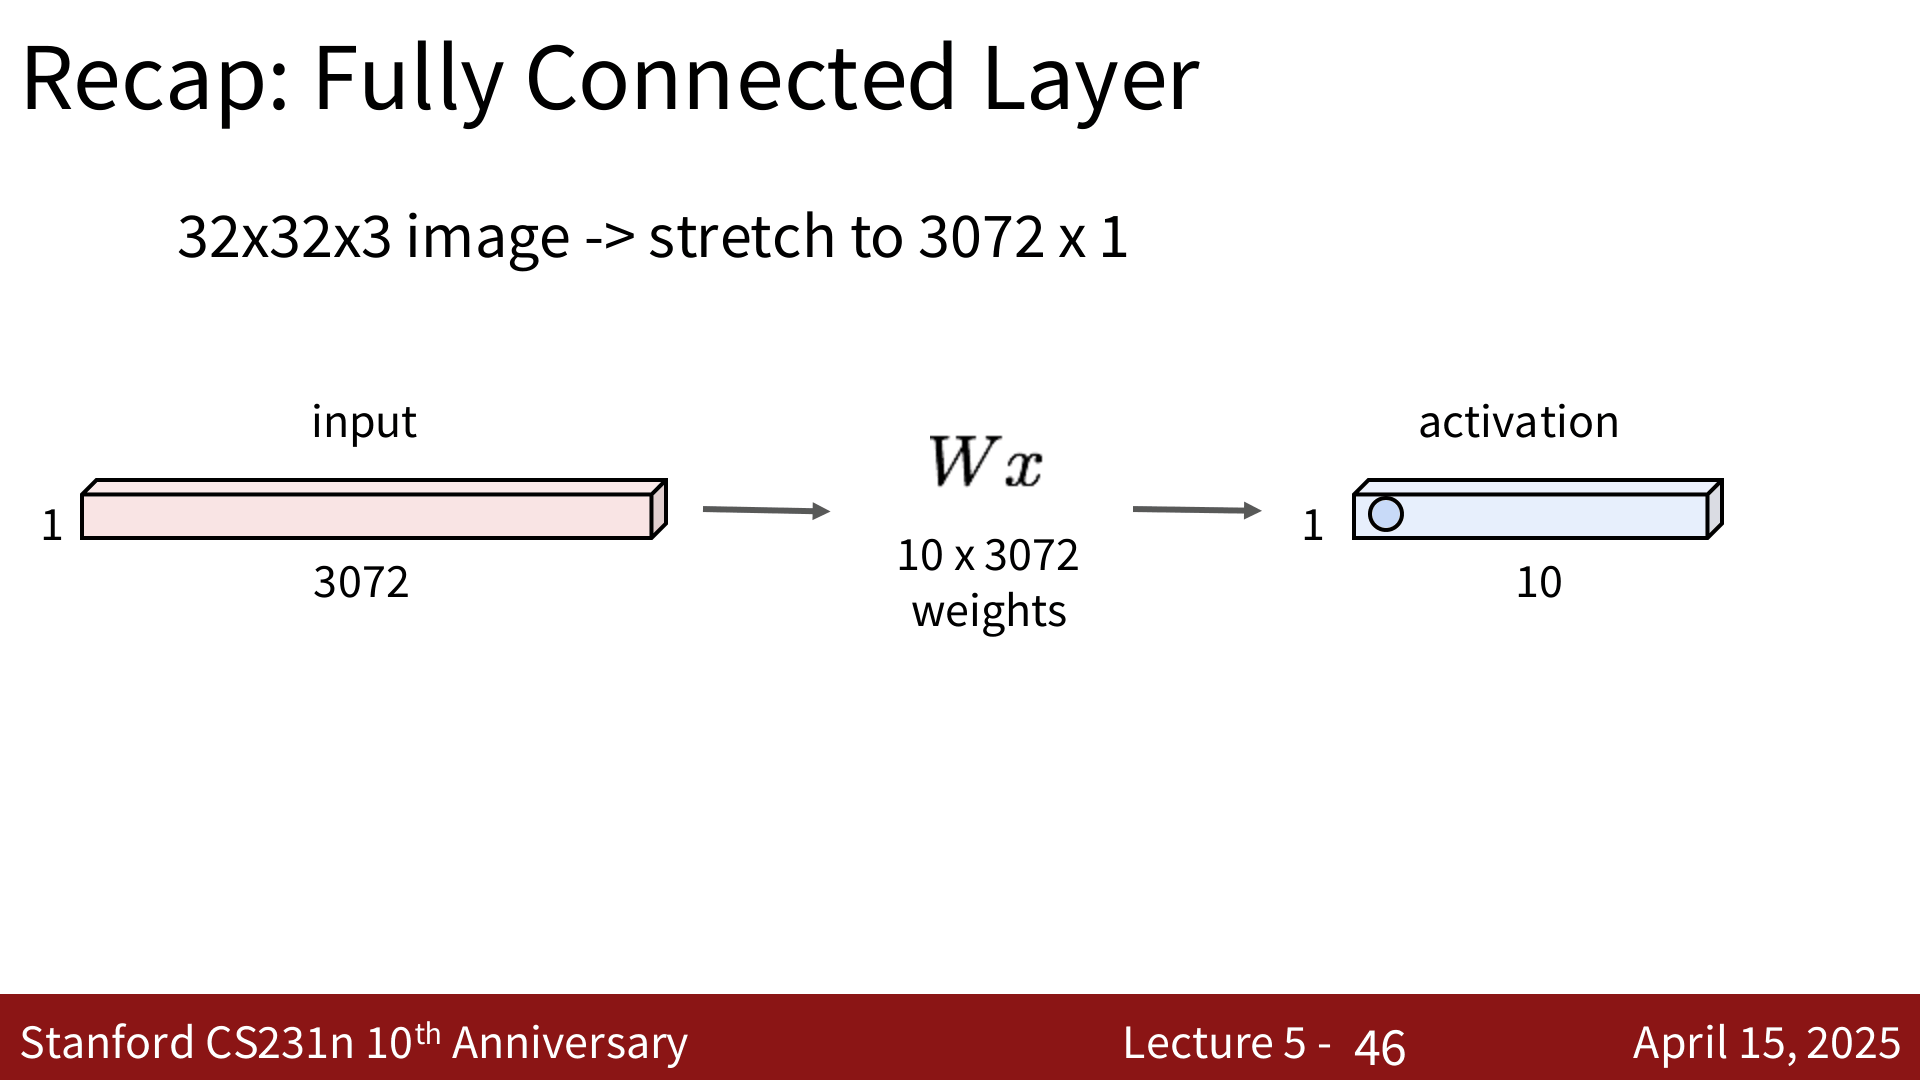 Recap: Fully Connected Layer
32x32x3 image -> stretch to 3072 x 1
input
1
3072
Wx
10 x 3072
weights
activation
1
10
Stanford CS231n 10th Anniversary
Lecture 5 - 46
April 15, 2025